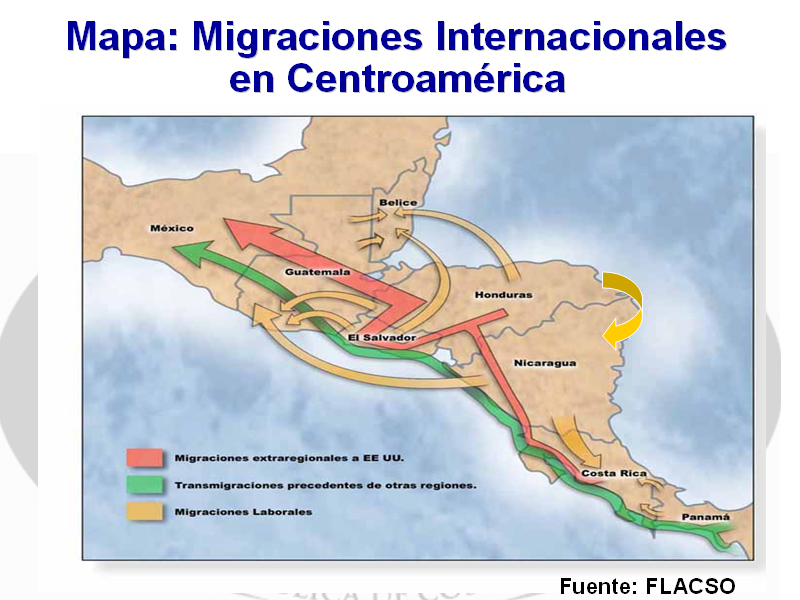 Mapa: Migraciones Internacionales
en Centroamérica
Belice
México
Guatemala
Honduras
El Salvador
Nicaragua
Migraciones extraregionales a EE UU.
Costa Rica
Transmigraciones precedentes de otras regiones.
Migraciones Laborales
Panamá
Fuente: FLACSO